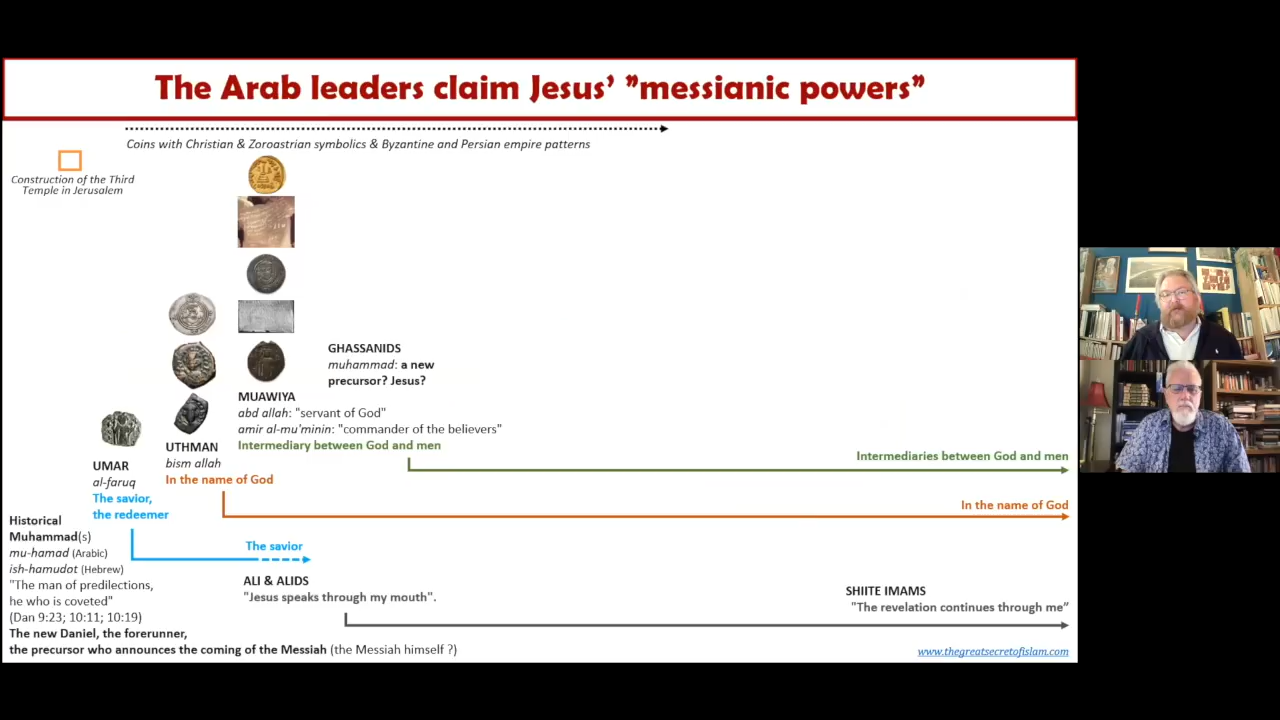 The Arab leaders claim Jesus’ ”messianic powers”
Coins with Christian & Zoroastrian symbolics & Byzantine and Persian empire patterns
Construction of the Third
Temple in Jerusalem
GHASSANIDS
muhammad: a new
precursor? Jesus?
MUAWIYA
abd allah: "servant of God"
amir al-mu'minin: "commander of the believers"
Intermediary between God and men
UTHMAN
bism allah
In the name of God
UMAR
al-faruq
The savior,
the redeemer
Intermediaries between God and men
In the name of God
Historical
Muhammad(s)
mu-hamad (Arabic)
ish-hamudot (Hebrew)
"The man of predilections,
he who is coveted"
(Dan 9:23; 10:11; 10:19)
The new Daniel, the forerunner,
the precursor who announces the coming of the Messiah (the Messiah himself ?)
The savior
ALI & ALIDS
"Jesus speaks through my mouth".
SHIITE IMAMS
"The revelation continues through me”
www.thegreatsecretofislam.com